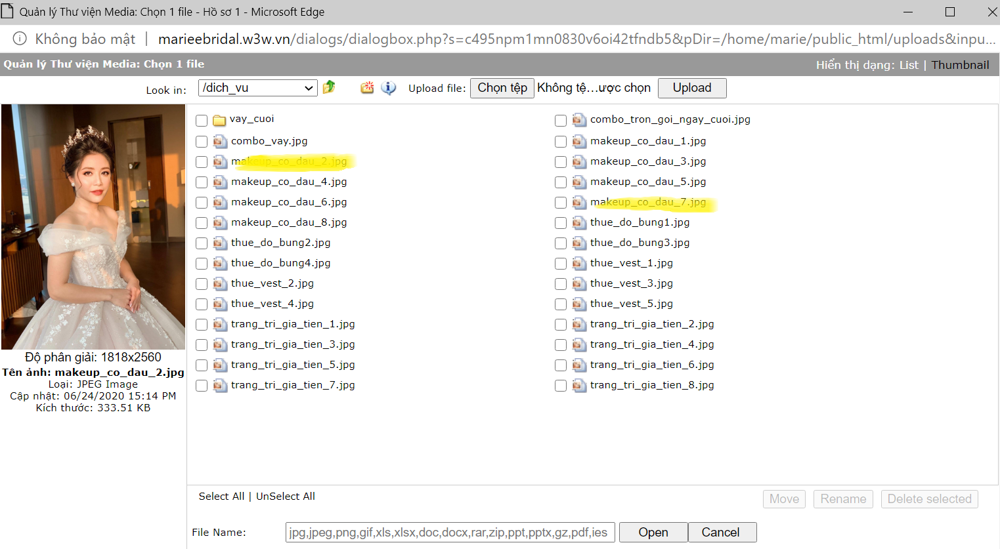 Quản lý Thư viện Media: Chọn 1 file - Hồ sơ 1 - Microsoft Edge
Không bảo mật | marieebridal.w3w.vn/dialogs/dialogbox.php?s=c495npm1mn0830v6oi42tfndb5&pDir=/home/marie/public_html/uploads&inpu...
Quản lý Thư viện Media: Chọn 1 file Hiển thị dạng: List | Thumbnail
Look in: /dich_vu Upload file: Chọn tệp Không tệ...ược chọn Upload
vay_cuoi combo_tron_goi_ngay_cuoi.jpg
combo_vay.jpg makeup_co_dau_1.jpg
makeup_co_dau_2.jpg makeup_co_dau_3.jpg
makeup_co_dau_4.jpg makeup_co_dau_5.jpg
makeup_co_dau_6.jpg makeup_co_dau_7.jpg
makeup_co_dau_8.jpg thue_do_bung1.jpg
thue_do_bung2.jpg thue_do_bung3.jpg
thue_do_bung4.jpg thue_vest_1.jpg
thue_vest_2.jpg thue_vest_3.jpg
thue_vest_4.jpg thue_vest_5.jpg
trang_tri_gia_tien_1.jpg trang_tri_gia_tien_2.jpg
trang_tri_gia_tien_3.jpg trang_tri_gia_tien_4.jpg
trang_tri_gia_tien_5.jpg trang_tri_gia_tien_6.jpg
trang_tri_gia_tien_7.jpg trang_tri_gia_tien_8.jpg
Độ phân giải: 1818x2560
Tên ảnh: makeup_co_dau_2.jpg
Loại: JPEG Image
Cập nhật: 06/24/2020 15:14 PM
Kích thước: 333.51 KB
Select All | UnSelect All Move Rename Delete selected
File Name: jpg,jpeg,png,gif,xls,xlsx,doc,docx,rar,zip,ppt,pptx,gz,pdf,ies Open Cancel